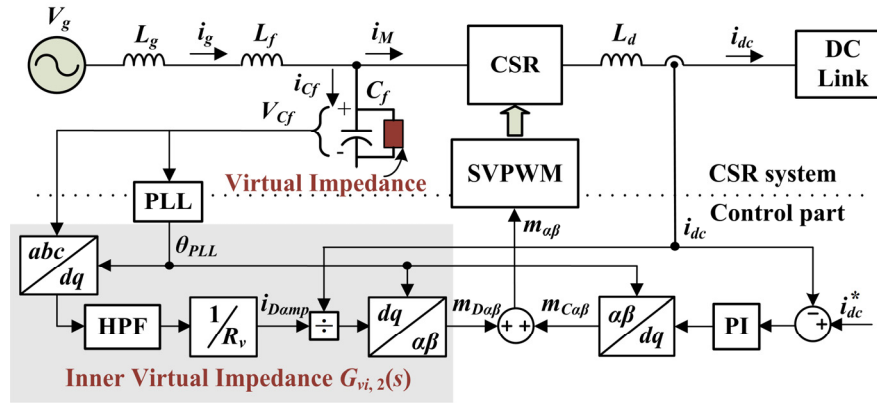 V_g
L_g
i_g
L_f
i_M
CSR
L_d
i_dc
DC
Link
i_Cf
C_f
+
-
V_Cf
Virtual Impedance
SVPWM
CSR system
PLL
Control part
θ_PLL
m_αβ
i_dc
abc
dq
HPF
1/R_v
i_Damp
÷
dq
αβ
m_Dαβ
+ +
m_Cαβ
αβ
dq
PI
-
+
i_dc^*
Inner Virtual Impedance G_vi, 2(s)